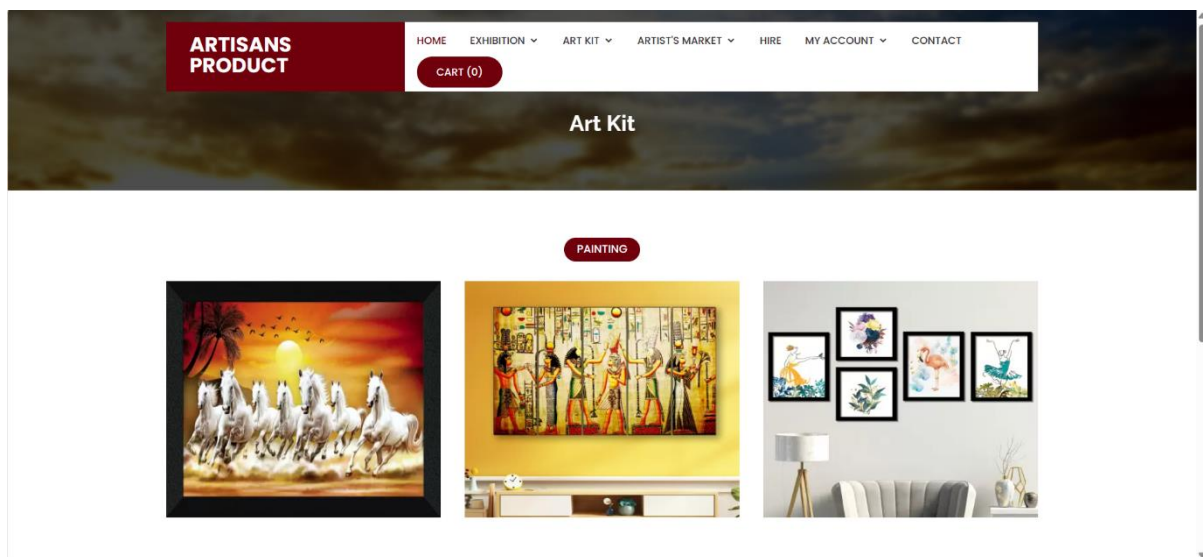 ARTISANS
PRODUCT
HOME EXHIBITION ART KIT ARTIST'S MARKET HIRE MY ACCOUNT CONTACT
CART (0)
Art Kit
PAINTING